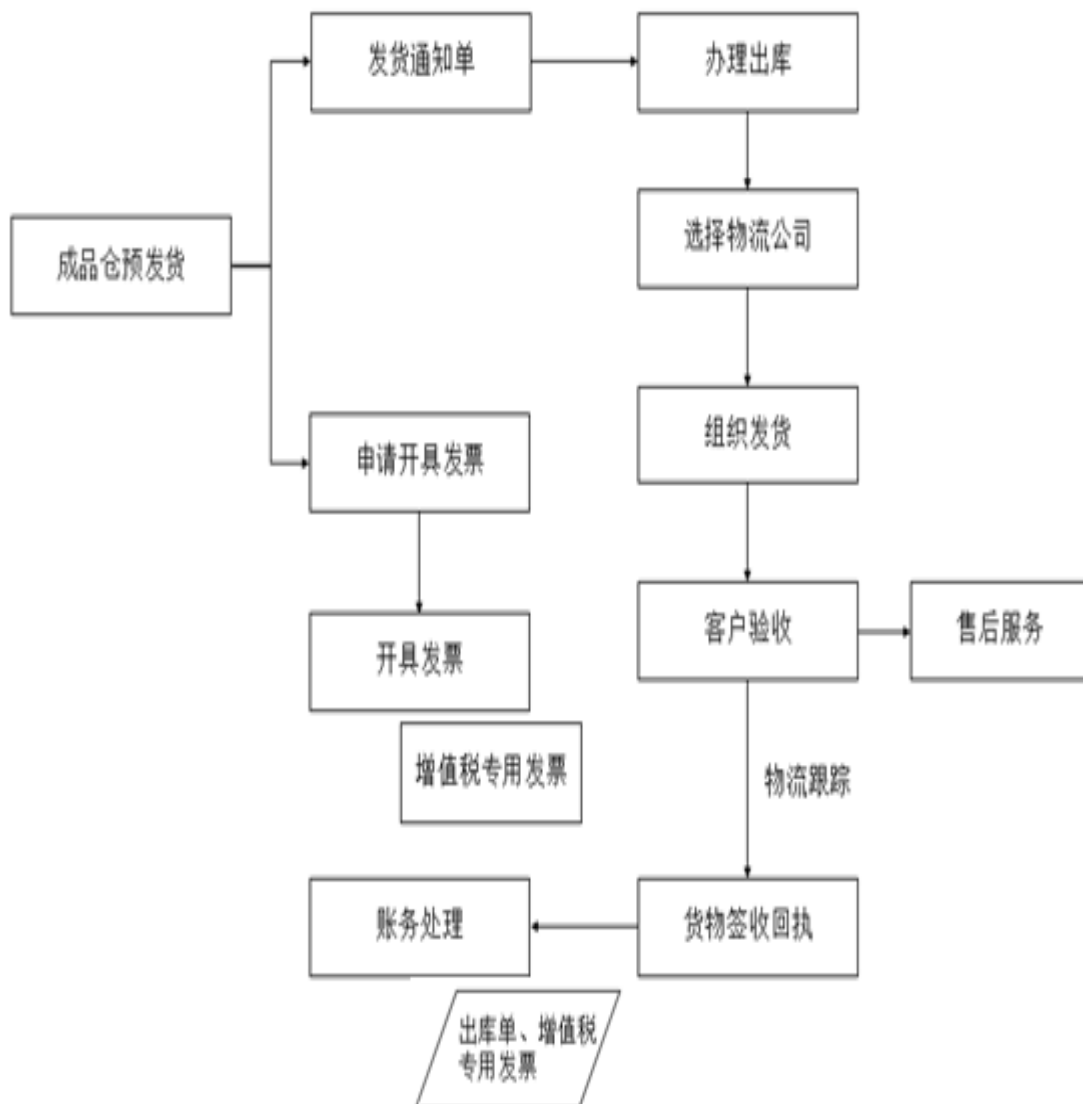 发货通知单
办理出库
成品仓预发货
选择物流公司
申请开具发票
组织发货
开具发票
客户验收
售后服务
增值税专用发票
物流跟踪
账务处理
货物签收回执
出库单、增值税
专用发票